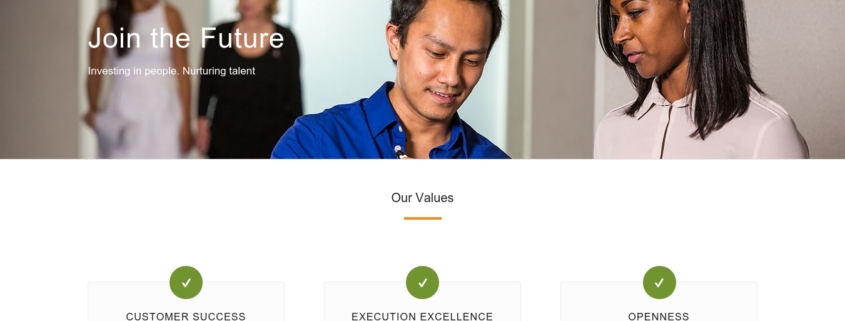 Join the Future
Investing in people. Nurturing talent
Our Values
CUSTOMER SUCCESS
EXECUTION EXCELLENCE
OPENNESS